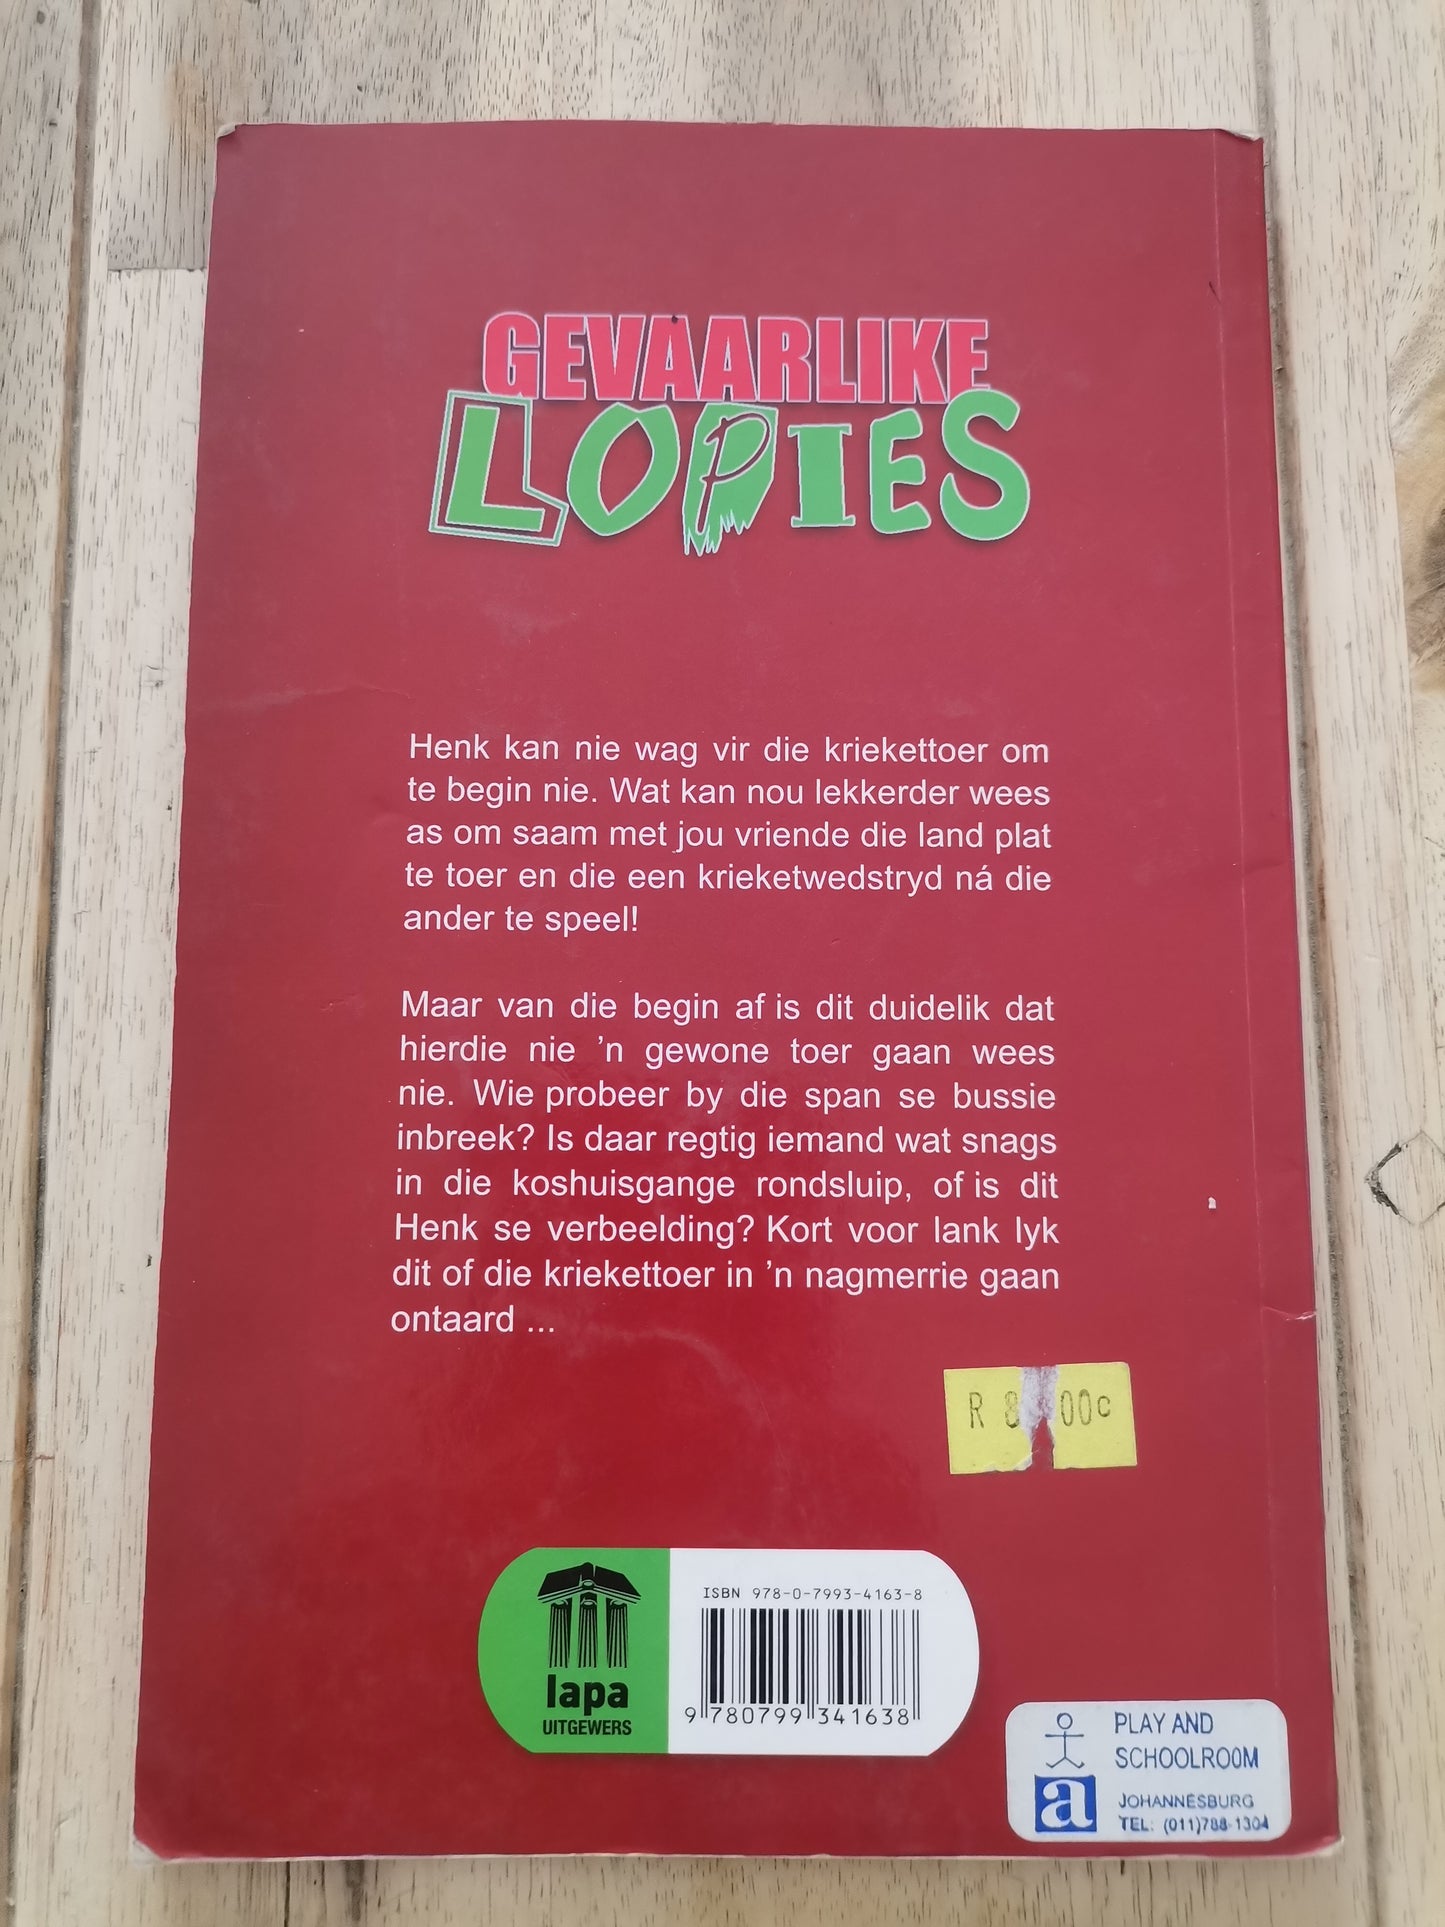 GEVAARLIKE
LOPIES
Henk kan nie wag vir die kriekettoer om
te begin nie. Wat kan nou lekkerder wees
as om saam met jou vriende die land plat
te toer en die een krieketwedstryd ná die
ander te speel!
Maar van die begin af is dit duidelik dat
hierdie nie ’n gewone toer gaan wees
nie. Wie probeer by die span se bussie
inbreek? Is daar regtig iemand wat snags
in die koshuisgange rondsluip, of is dit
Henk se verbeelding? Kort voor lank lyk
dit of die kriekettoer in ’n nagmerrie gaan
ontaard ...
R 8 00c
ISBN 978-0-7993-4163-8
9 780799 341638
lapa
UITGEWERS
PLAY AND
SCHOOLROOM
a
JOHANNESBURG
TEL: (011)788-1304